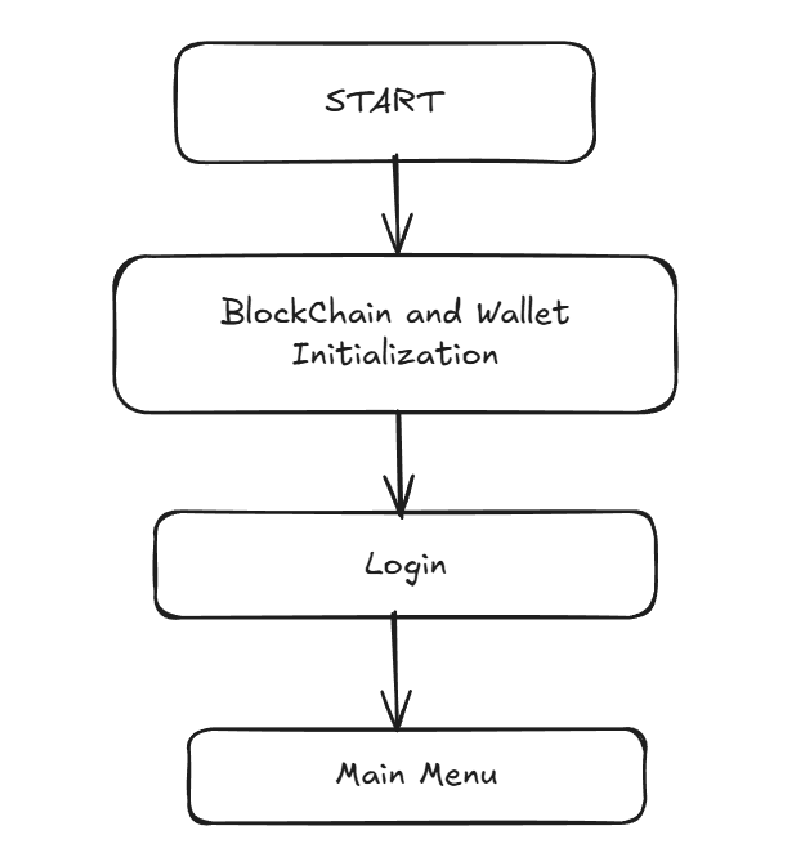 START
BlockChain and Wallet
Initialization
Login
Main Menu